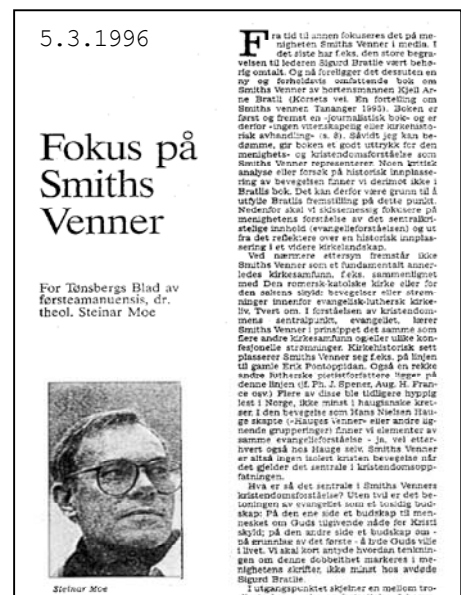 5.3.1996
Fokus på
Smiths
Venner
For Tønsbergs Blad av
førsteamanuensis, dr.
theol. Steinar Moe
Steinar Moe
Fra tid til annen fokuseres det på me-
nigheten Smiths Venner i media. I
det siste har f.eks. den store begra-
velsen til lederen Sigurd Bratlie vært behø-
rig omtalt. Og nå foreligger det dessuten en
ny og forholdsvis omfattende bok om
Smiths Venner av hortensmannen Kjell Ar-
ne Bratli (Korsets vei. En fortelling om
Smiths venner. Tananger 1995). Boken er
først og fremst en «journalistisk bok» og er
derfor «ingen vitenskapelig eller kirkehisto-
risk avhandling» (s. 8). Såvidt jeg kan be-
dømme, gir boken et godt uttrykk for den
menighets- og kristendomsforståelse som
Smiths Venner representerer. Noen kritisk
analyse eller forsøk på historisk innplasse-
ring av bevegelsen finner vi derimot ikke i
Bratlis bok. Det kan derfor være grunn til å
utfylle Bratlis fremstilling på dette punkt.
Nedenfor skal vi skissemessig fokusere på
menighetens forståelse av det sentralkris-
telige innhold (evangelieforståelsen) og ut
fra det reflektere over en historisk innplas-
sering i et videre kirkelandskap.
Ved nærmere ettersyn fremstår ikke
Smiths Venner som et fundamentalt anner-
ledes kirkesamfunn, f.eks. sammenlignet
med Den romersk-katolske kirke eller for
den sakens skyld: bevegelser eller strøm-
ninger innenfor evangelisk-luthersk kirke-
liv. Tvert om. I forståelsen av kristendom-
mens sentralpunkt, evangeliet, lærer
Smiths Venner i prinsippet det samme som
flere andre kirkesamfunn og/eller ulike kon-
fesjonelle strømninger. Kirkehistorisk sett
plasserer Smiths Venner seg f.eks. på linjen
til gamle Erik Pontoppidan. Også en rekke
andre lutherske pietistforfattere ligger på
denne linjen (jf. Ph. J. Spener, Aug. H. Fran-
ce osv.) Flere av disse ble tidligere hyppig
lest i Norge, ikke minst i haugianske kret-
ser. I den bevegelse som Hans Nielsen Hau-
ge skapte («Hauges Venner» eller andre lig-
nende grupperinger) finner vi elementer av
samme evangelieforståelse - ja, vel etter-
hvert også hos Hauge selv. Smiths Venner
er altså ingen isolert kristen bevegelse når
det gjelder det sentrale i kristendomsopp-
fatningen.
Hva er så det sentrale i Smiths Venners
kristendomsforståelse? Uten tvil er det be-
toningen av evangeliet som et tosidig bud-
skap: På den ene side et budskap til men-
nesket om Guds tilgivende nåde for Kristi
skyld; på den andre side et budskap om -
på grunnlag av det første - å lyde Guds vilje
i livet. Vi skal kort antyde hvordan tenknin-
gen om denne dobbelthet markeres i me-
nighetens skrifter, ikke minst hos avdøde
Sigurd Bratlie.
I utgangspunktet skjelner en mellom tro-